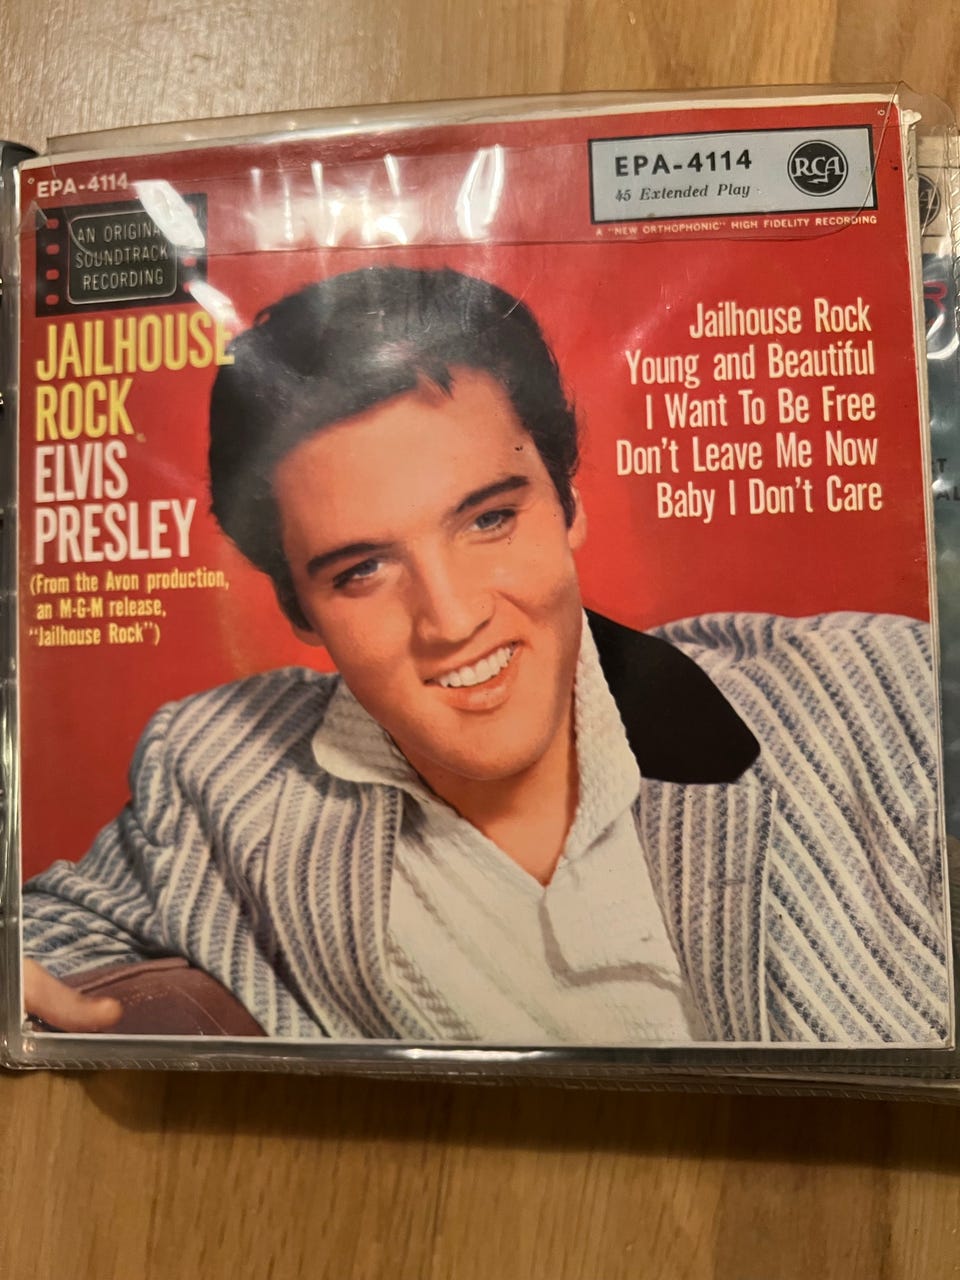 EPA-4114
AN ORIGINAL
SOUNDTRACK
RECORDING
JAILHOUSE
ROCK
ELVIS
PRESLEY
(From the Avon production,
an M-G-M release,
"Jailhouse Rock")
EPA-4114
45 Extended Play
RCA
A "NEW ORTHOPHONIC" HIGH FIDELITY RECORDING
Jailhouse Rock
Young and Beautiful
I Want To Be Free
Don't Leave Me Now
Baby I Don't Care